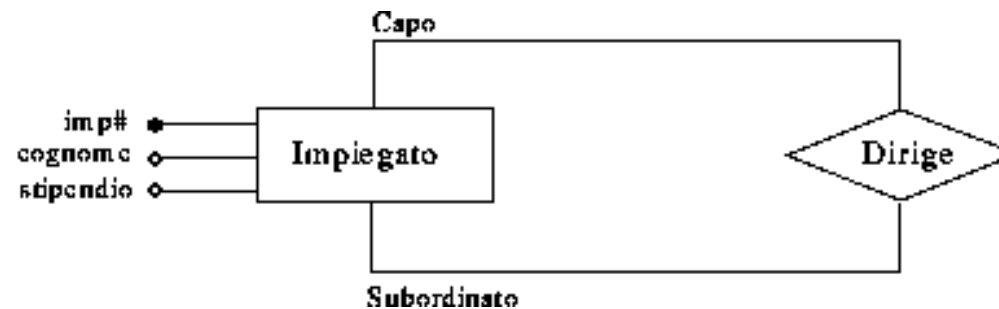 Capo
imp#
cognome
stipendio
Impiegato
Dirige
Subordinato